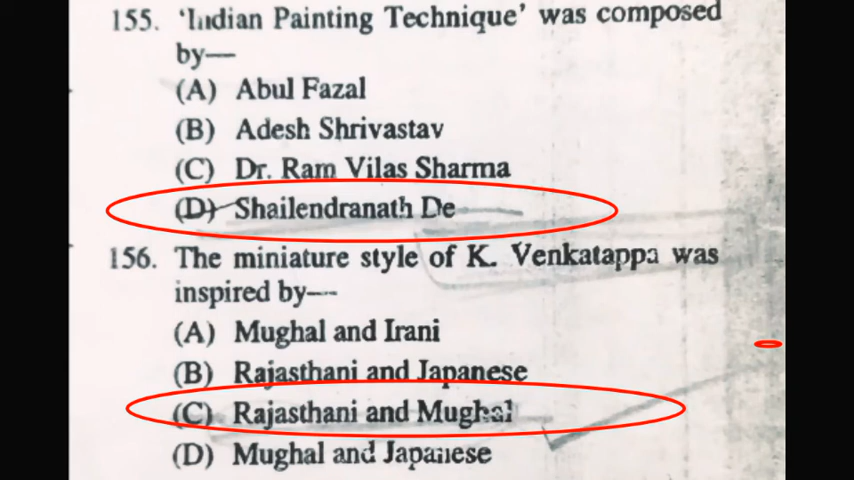 155. 'Indian Painting Technique' was composed
by—
(A) Abul Fazal
(B) Adesh Shrivastav
(C) Dr. Ram Vilas Sharma
(D) Shailendranath De
156. The miniature style of K. Venkatappa was
inspired by—
(A) Mughal and Irani
(B) Rajasthani and Japanese
(C) Rajasthani and Mughal
(D) Mughal and Japanese